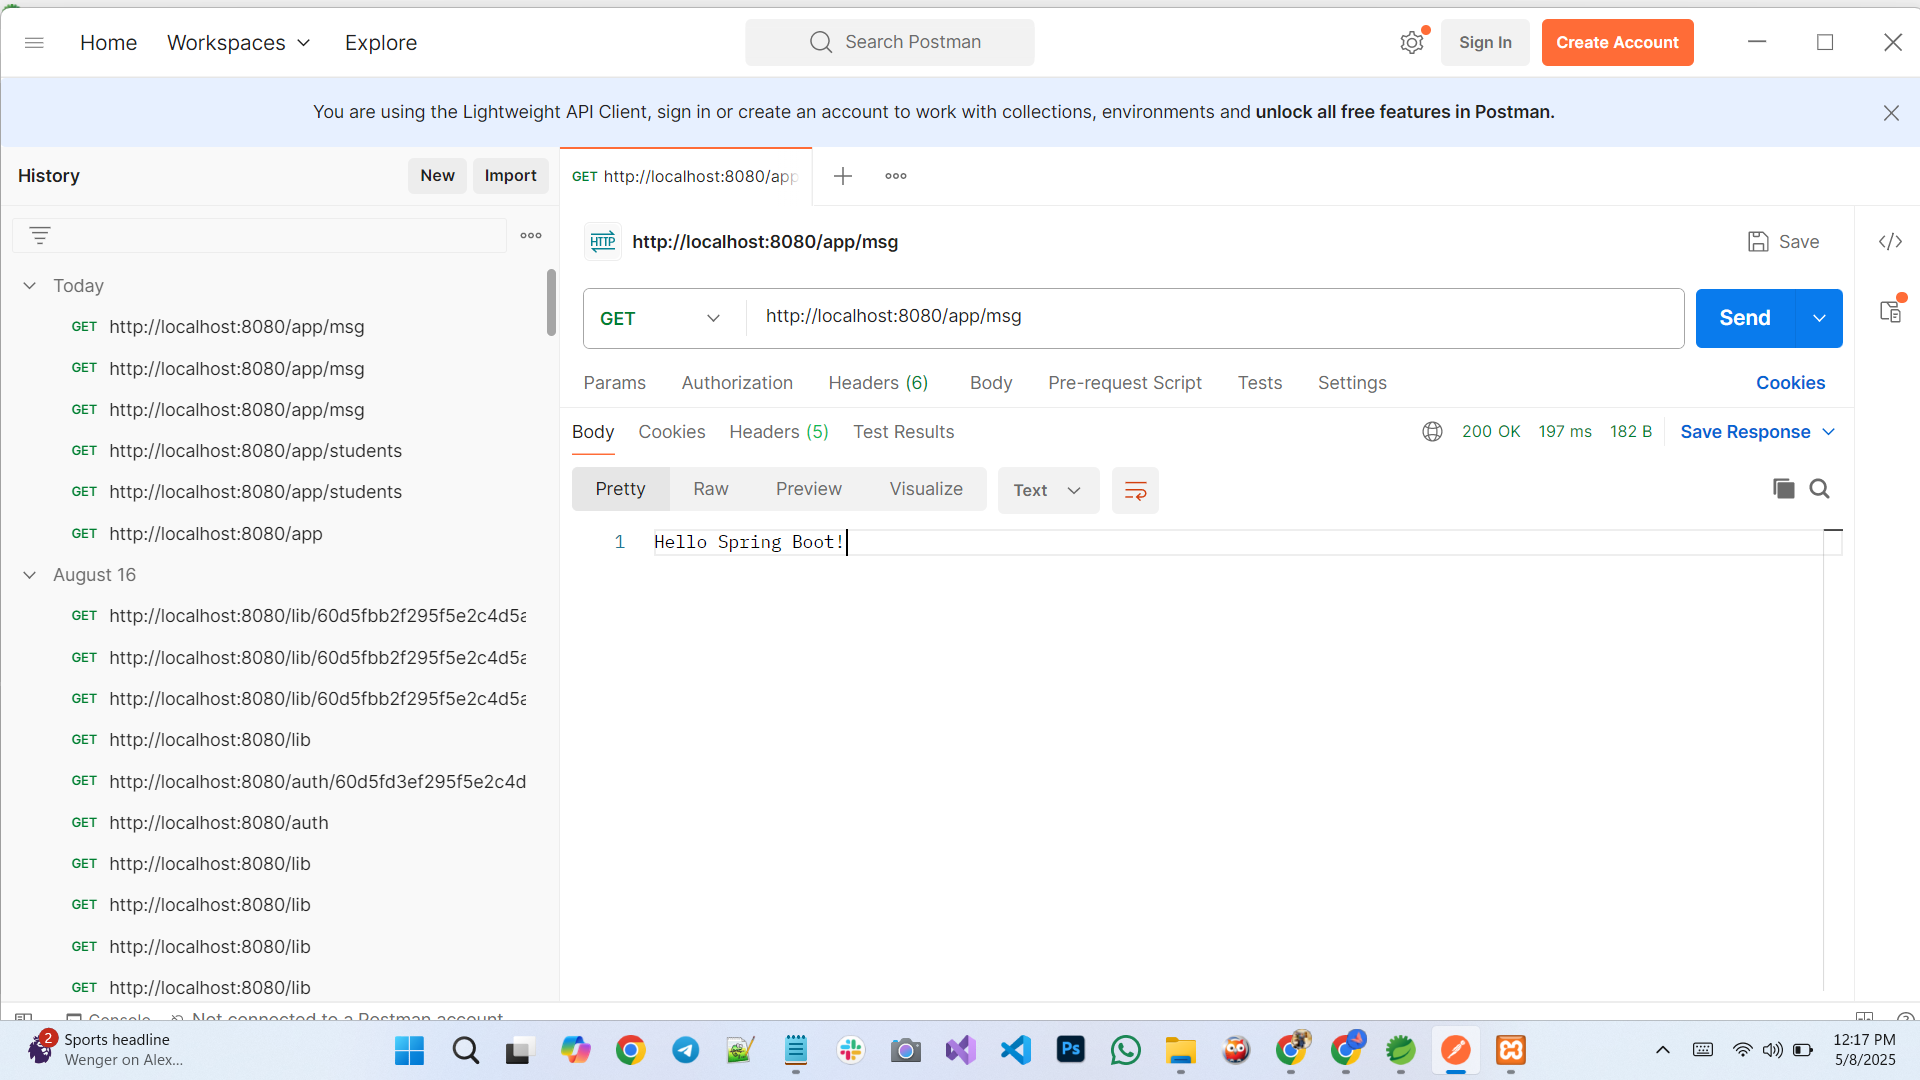 Home Workspaces Explore
Search Postman
Sign In Create Account
You are using the Lightweight API Client, sign in or create an account to work with collections, environments and unlock all free features in Postman.
History New Import
GET http://localhost:8080/app
HTTP http://localhost:8080/app/msg
Save
GET http://localhost:8080/app/msg Send
Params Authorization Headers (6) Body Pre-request Script Tests Settings Cookies
Body Cookies Headers (5) Test Results 200 OK 197 ms 182 B Save Response
Pretty Raw Preview Visualize Text
1 Hello Spring Boot!
Today
GET http://localhost:8080/app/msg
GET http://localhost:8080/app/msg
GET http://localhost:8080/app/msg
GET http://localhost:8080/app/students
GET http://localhost:8080/app/students
GET http://localhost:8080/app
August 16
GET http://localhost:8080/lib/60d5fbb2f295f5e2c4d5a
GET http://localhost:8080/lib/60d5fbb2f295f5e2c4d5a
GET http://localhost:8080/lib/60d5fbb2f295f5e2c4d5a
GET http://localhost:8080/lib
GET http://localhost:8080/auth/60d5fd3ef295f5e2c4d
GET http://localhost:8080/auth
GET http://localhost:8080/lib
GET http://localhost:8080/lib
GET http://localhost:8080/lib
GET http://localhost:8080/lib
Console Not connected to a Postman account
2 Sports headline
Wenger on Alex...
Ps
12:17 PM
5/8/2025